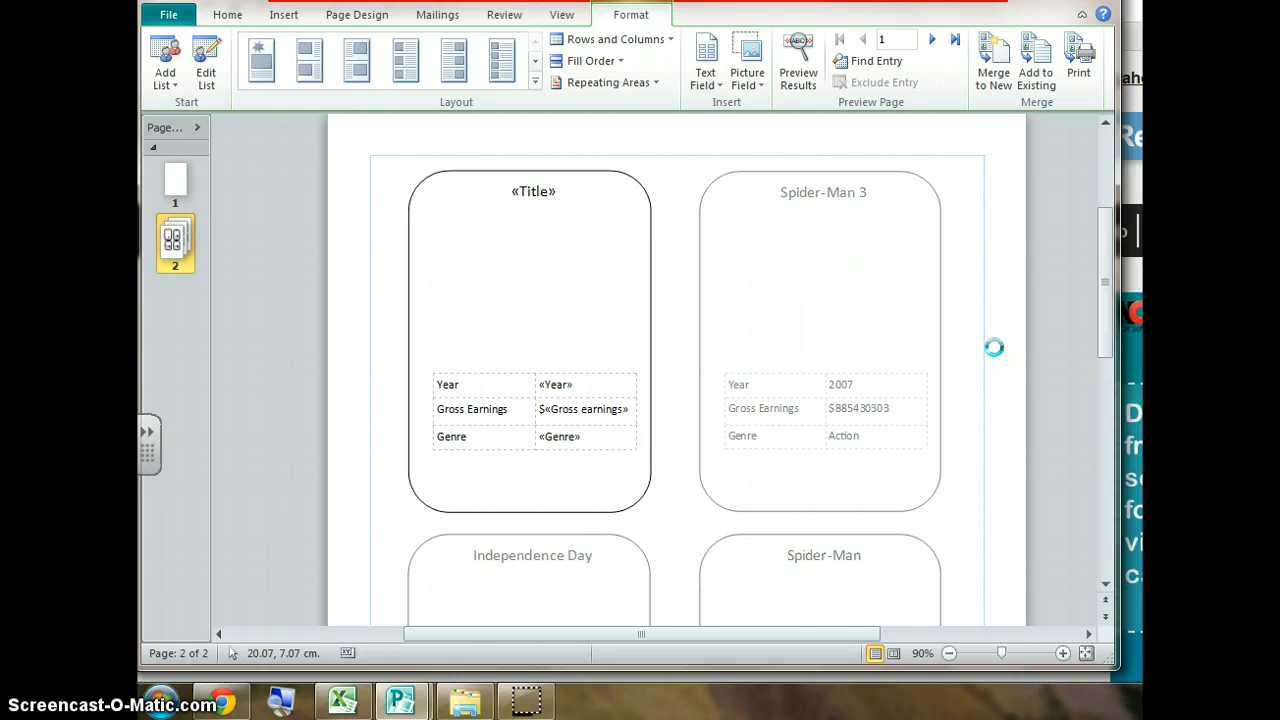 File Home Insert Page Design Mailings Review View Format
Add List Edit List Rows and Columns Fill Order Repeating Areas Text Field Picture Field Preview Results 1 Find Entry Exclude Entry Merge to New Add to Existing Print
Start Layout Insert Preview Page Merge
Page...
1
2
«Title»
Year «Year»
Gross Earnings $«Gross earnings»
Genre «Genre»
Spider-Man 3
Year 2007
Gross Earnings $885430303
Genre Action
Independence Day
Spider-Man
Page: 2 of 2 20.07, 7.07 cm. 90%
Screencast-O-Matic.com